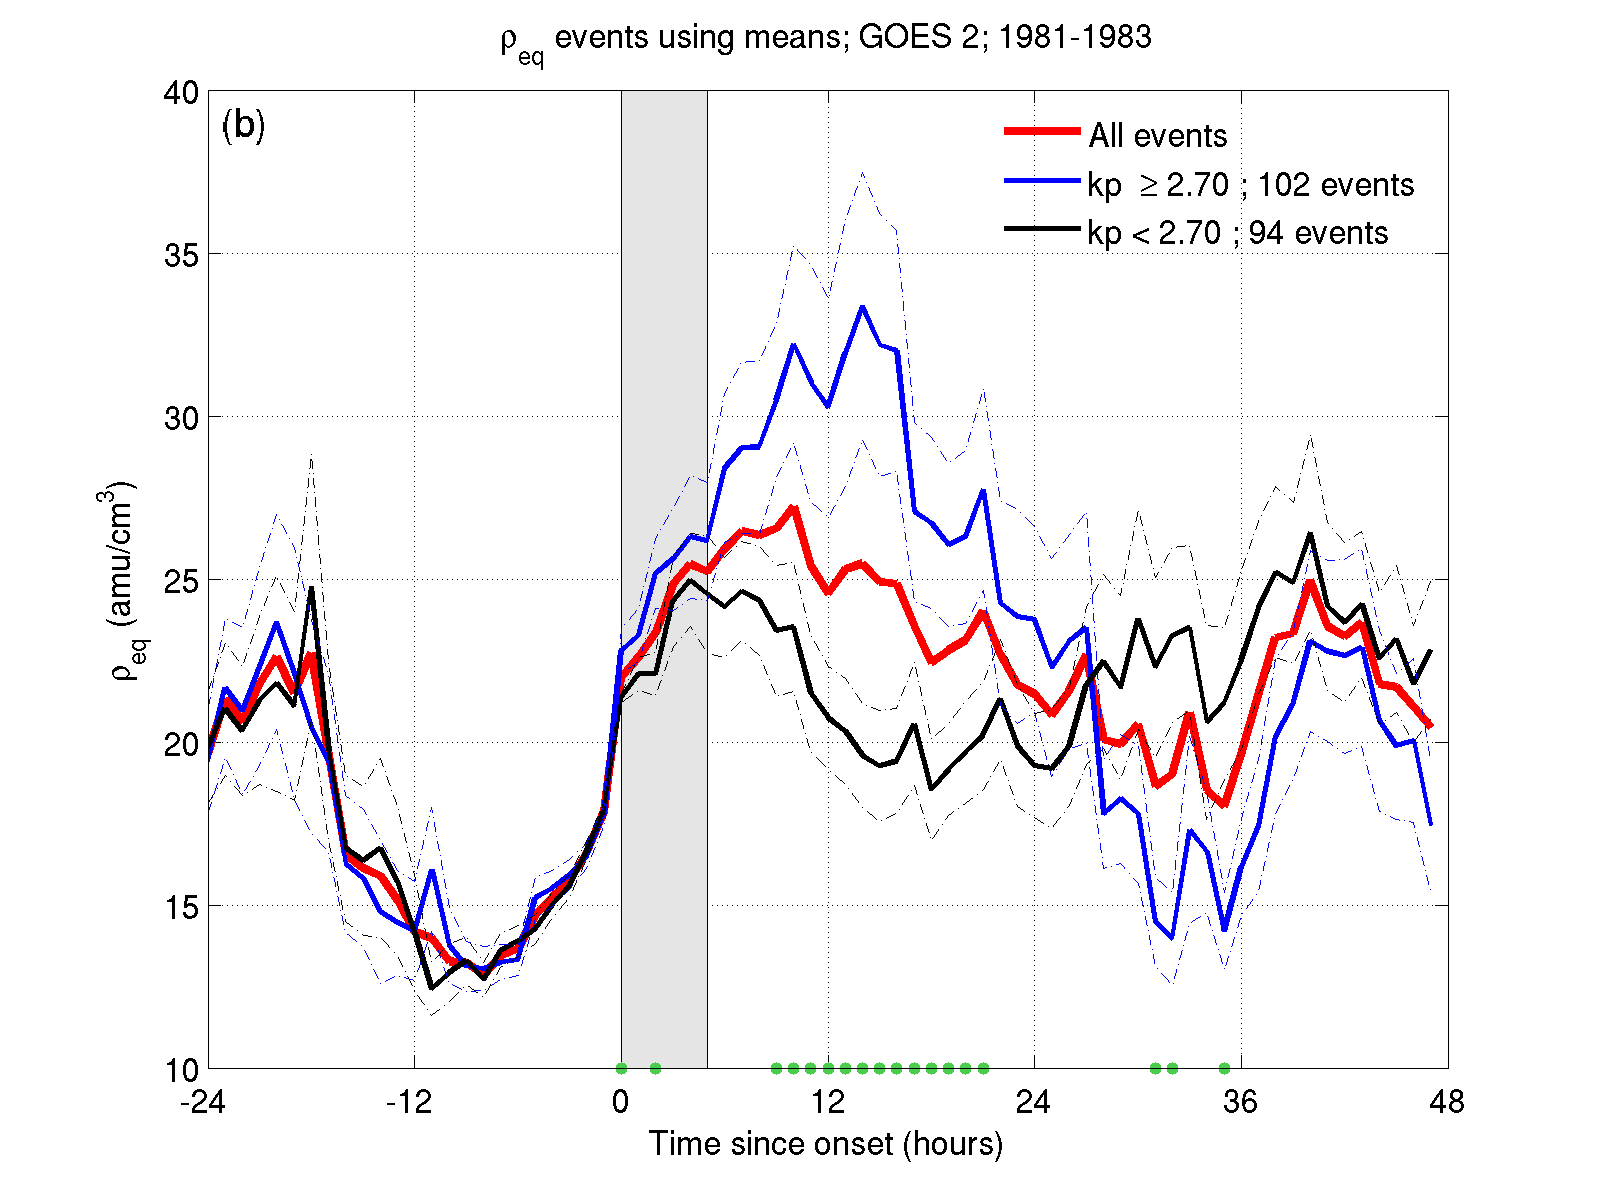 ρeq events using means; GOES 2; 1981-1983
(b)
All events
kp ≥ 2.70 ; 102 events
kp < 2.70 ; 94 events
40
35
30
25
20
15
10
ρeq (amu/cm³)
-24 -12 0 12 24 36 48
Time since onset (hours)